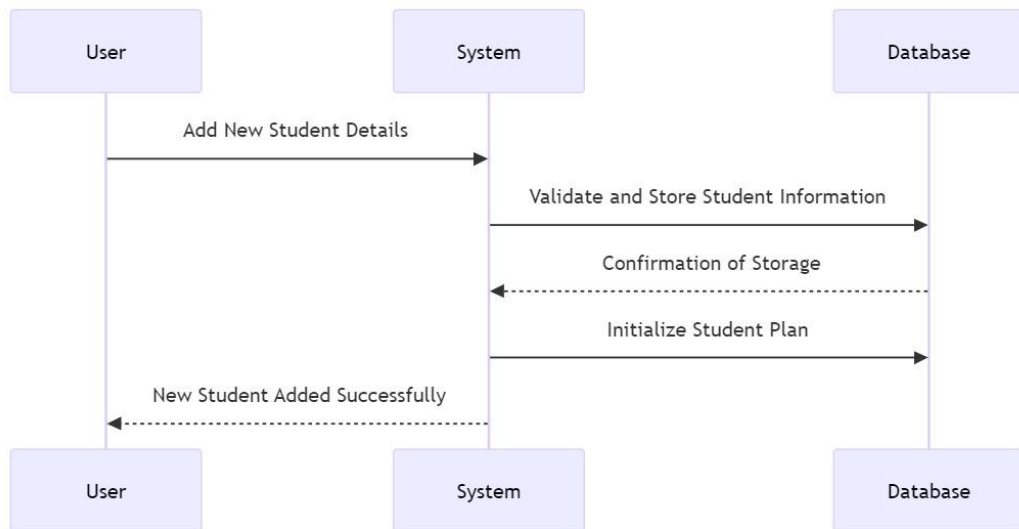 User
System
Database
Add New Student Details
Validate and Store Student Information
Confirmation of Storage
Initialize Student Plan
New Student Added Successfully
User
System
Database